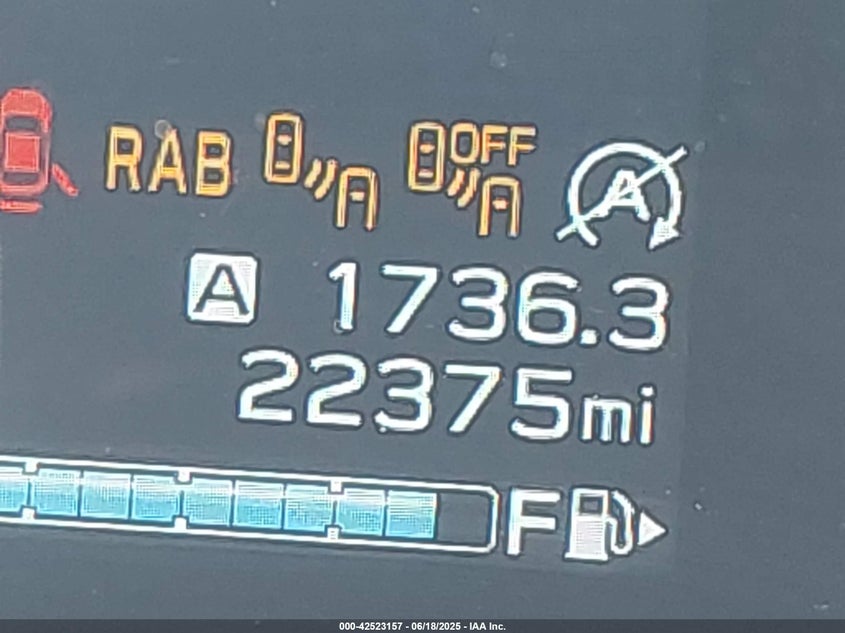 RAB OFF A
A 1736.3
22375mi
F
000-42523157 - 06/18/2025 - IAA Inc.